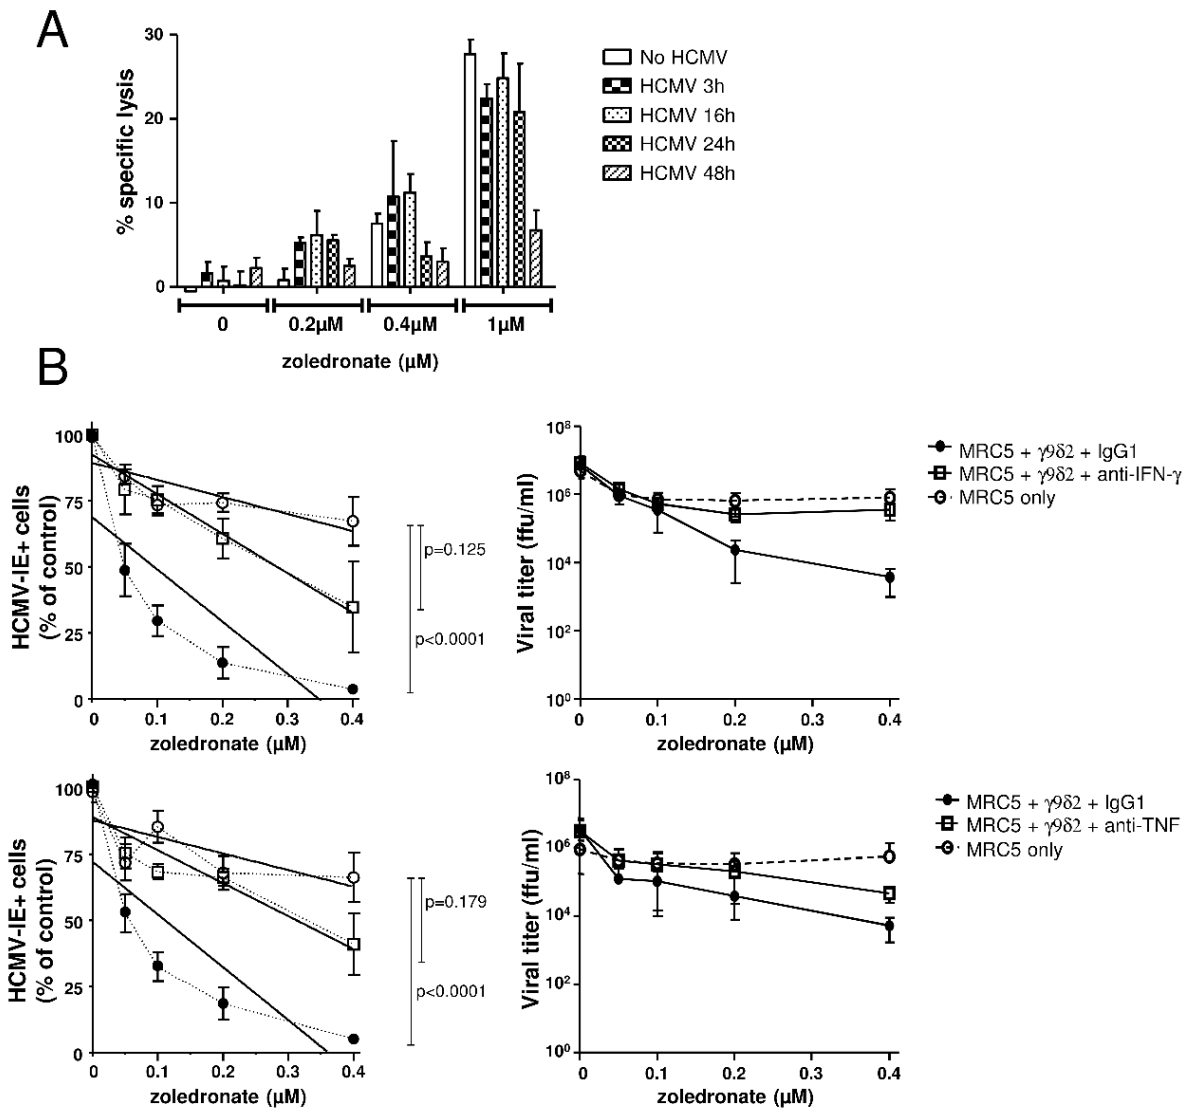 A
30
20
10
0
% specific lysis
No HCMV
HCMV 3h
HCMV 16h
HCMV 24h
HCMV 48h
0
0.2μM
0.4μM
1μM
zoledronate (μM)
B
100
75
50
25
0
HCMV-IE+ cells
(% of control)
0
0.1
0.2
0.3
0.4
zoledronate (μM)
p=0.125
p<0.0001
10⁸
10⁶
10⁴
10²
10⁰
Viral titer (ffu/ml)
0
0.1
0.2
0.3
0.4
zoledronate (μM)
MRC5 + γ9δ2 + IgG1
MRC5 + γ9δ2 + anti-IFN-γ
MRC5 only
100
75
50
25
0
HCMV-IE+ cells
(% of control)
0
0.1
0.2
0.3
0.4
zoledronate (μM)
p=0.179
p<0.0001
10⁸
10⁶
10⁴
10²
10⁰
Viral titer (ffu/ml)
0
0.1
0.2
0.3
0.4
zoledronate (μM)
MRC5 + γ9δ2 + IgG1
MRC5 + γ9δ2 + anti-TNF
MRC5 only